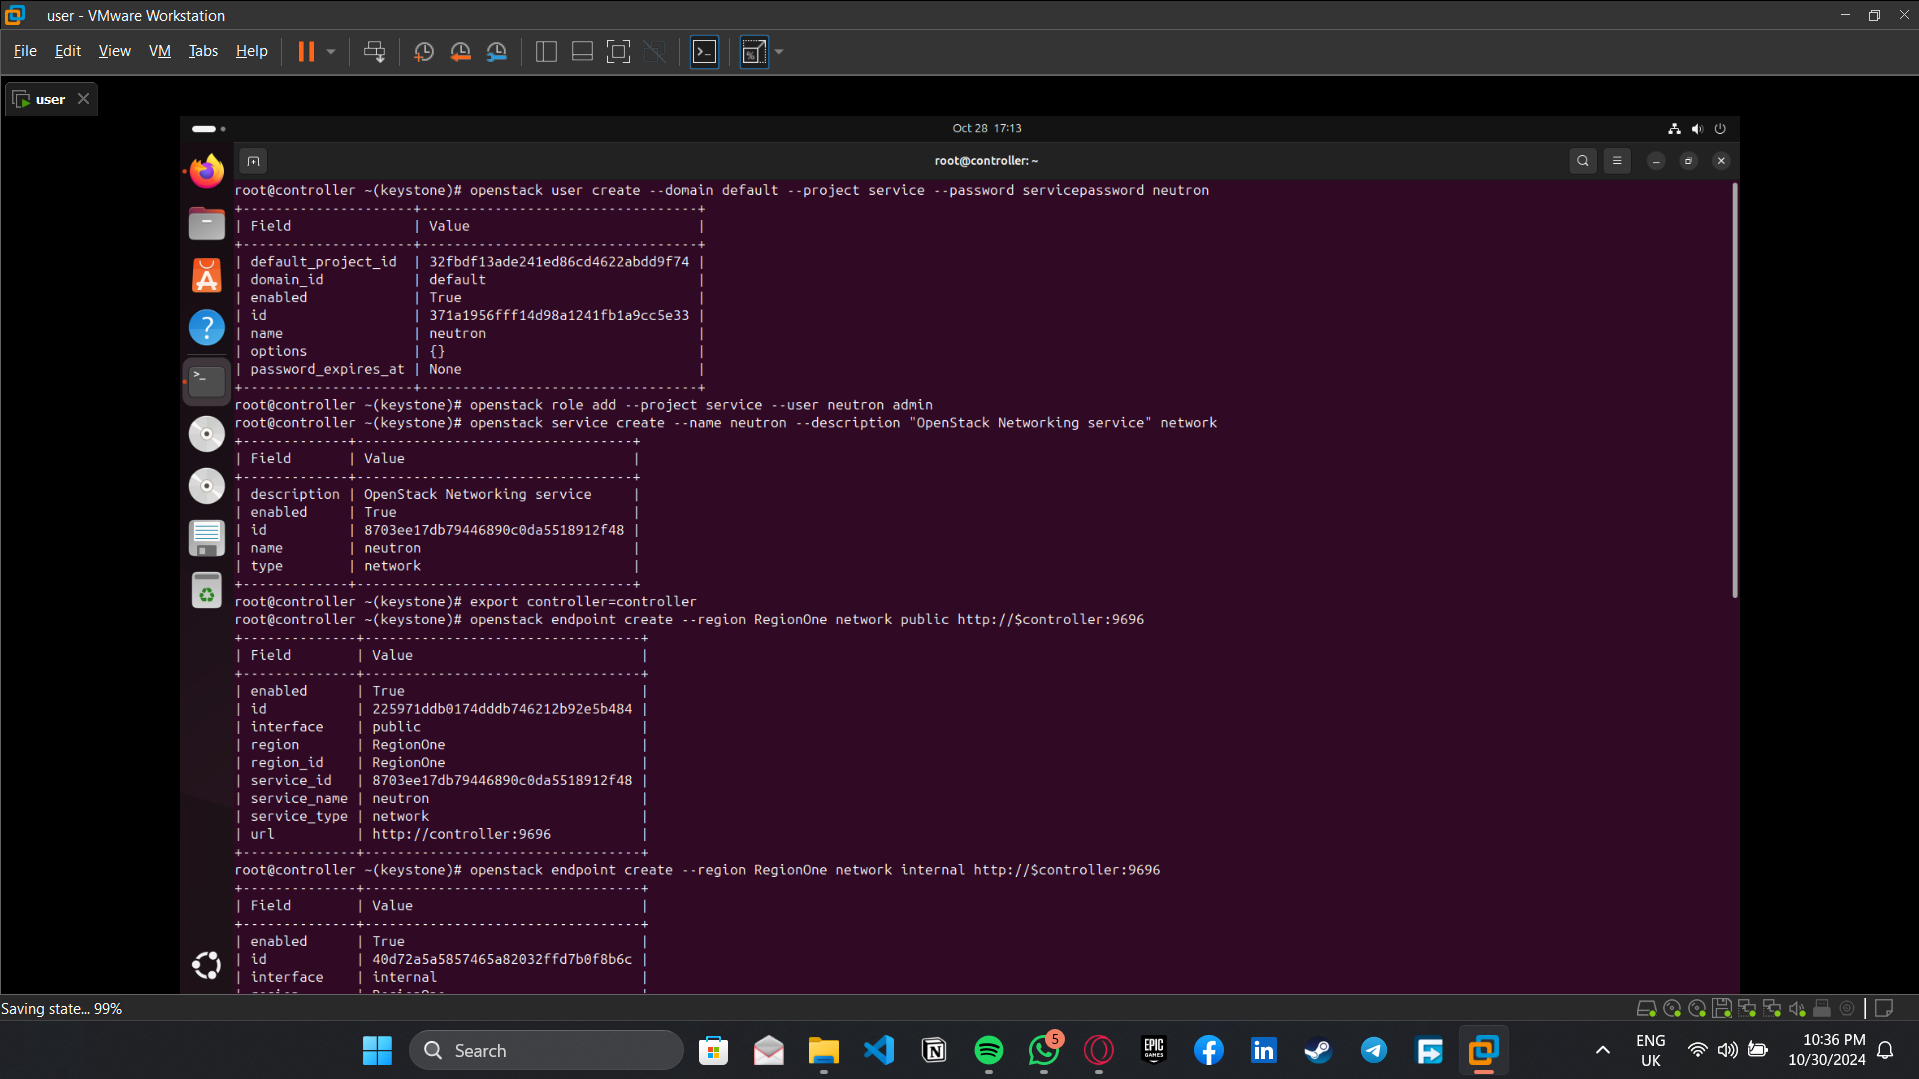 user - VMware Workstation
File Edit View VM Tabs Help
user
Oct 28 17:13
root@controller: ~
root@controller ~(keystone)# openstack user create --domain default --project service --password servicepassword neutron
+---------------------+----------------------------------+
| Field               | Value                            |
+---------------------+----------------------------------+
| default_project_id  | 32fbdf13ade241ed86cd4622abdd9f74 |
| domain_id           | default                          |
| enabled             | True                             |
| id                  | 371a1956fff14d98a1241fb1a9cc5e33 |
| name                | neutron                          |
| options             | {}                               |
| password_expires_at | None                             |
+---------------------+----------------------------------+
root@controller ~(keystone)# openstack role add --project service --user neutron admin
root@controller ~(keystone)# openstack service create --name neutron --description "OpenStack Networking service" network
+-------------+----------------------------------+
| Field       | Value                            |
+-------------+----------------------------------+
| description | OpenStack Networking service     |
| enabled     | True                             |
| id          | 8703ee17db79446890c0da5518912f48 |
| name        | neutron                          |
| type        | network                          |
+-------------+----------------------------------+
root@controller ~(keystone)# export controller=controller
root@controller ~(keystone)# openstack endpoint create --region RegionOne network public http://$controller:9696
+--------------+----------------------------------+
| Field        | Value                            |
+--------------+----------------------------------+
| enabled      | True                             |
| id           | 225971ddb0174dddb746212b92e5b484 |
| interface    | public                           |
| region       | RegionOne                        |
| region_id    | RegionOne                        |
| service_id   | 8703ee17db79446890c0da5518912f48 |
| service_name | neutron                          |
| service_type | network                          |
| url          | http://controller:9696           |
+--------------+----------------------------------+
root@controller ~(keystone)# openstack endpoint create --region RegionOne network internal http://$controller:9696
+--------------+----------------------------------+
| Field        | Value                            |
+--------------+----------------------------------+
| enabled      | True                             |
| id           | 40d72a5a5857465a82032ffd7b0f8b6c |
| interface    | internal                         |
Saving state... 99%
Search
5
EPIC GAMES
ENG
UK
10:36 PM
10/30/2024